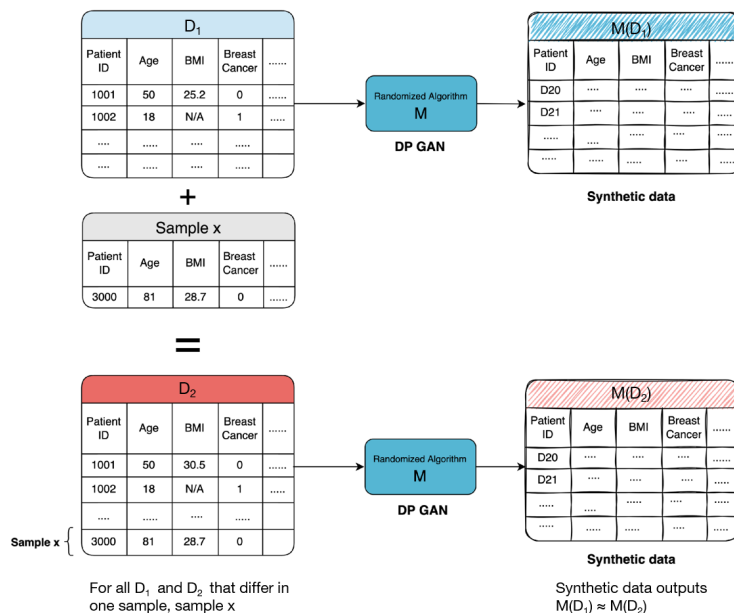 D₁
Patient ID Age BMI Breast Cancer ......
1001 50 25.2 0 ......
1002 18 N/A 1 .....
.... ..... .... .....
.... ..... ..... .....
Randomized Algorithm
M
DP GAN
M(D₁)
Patient ID Age BMI Breast Cancer ......
D20 .... .... .... .....
D21 .... .... .... .....
..... .... ..... .... .....
..... ..... ..... ..... .....
Synthetic data
+
Sample x
Patient ID Age BMI Breast Cancer ......
3000 81 28.7 0 ......
=
D₂
Patient ID Age BMI Breast Cancer ......
1001 50 30.5 0 ......
1002 18 N/A 1 .....
.... ..... .... .....
Sample x
3000 81 28.7 0
Randomized Algorithm
M
DP GAN
M(D₂)
Patient ID Age BMI Breast Cancer ......
D20 .... .... .... .....
D21 .... .... .... .....
..... .... ..... .... .....
..... ..... ..... ..... .....
Synthetic data
For all D₁ and D₂ that differ in
one sample, sample x
Synthetic data outputs
M(D₁) ≈ M(D₂)